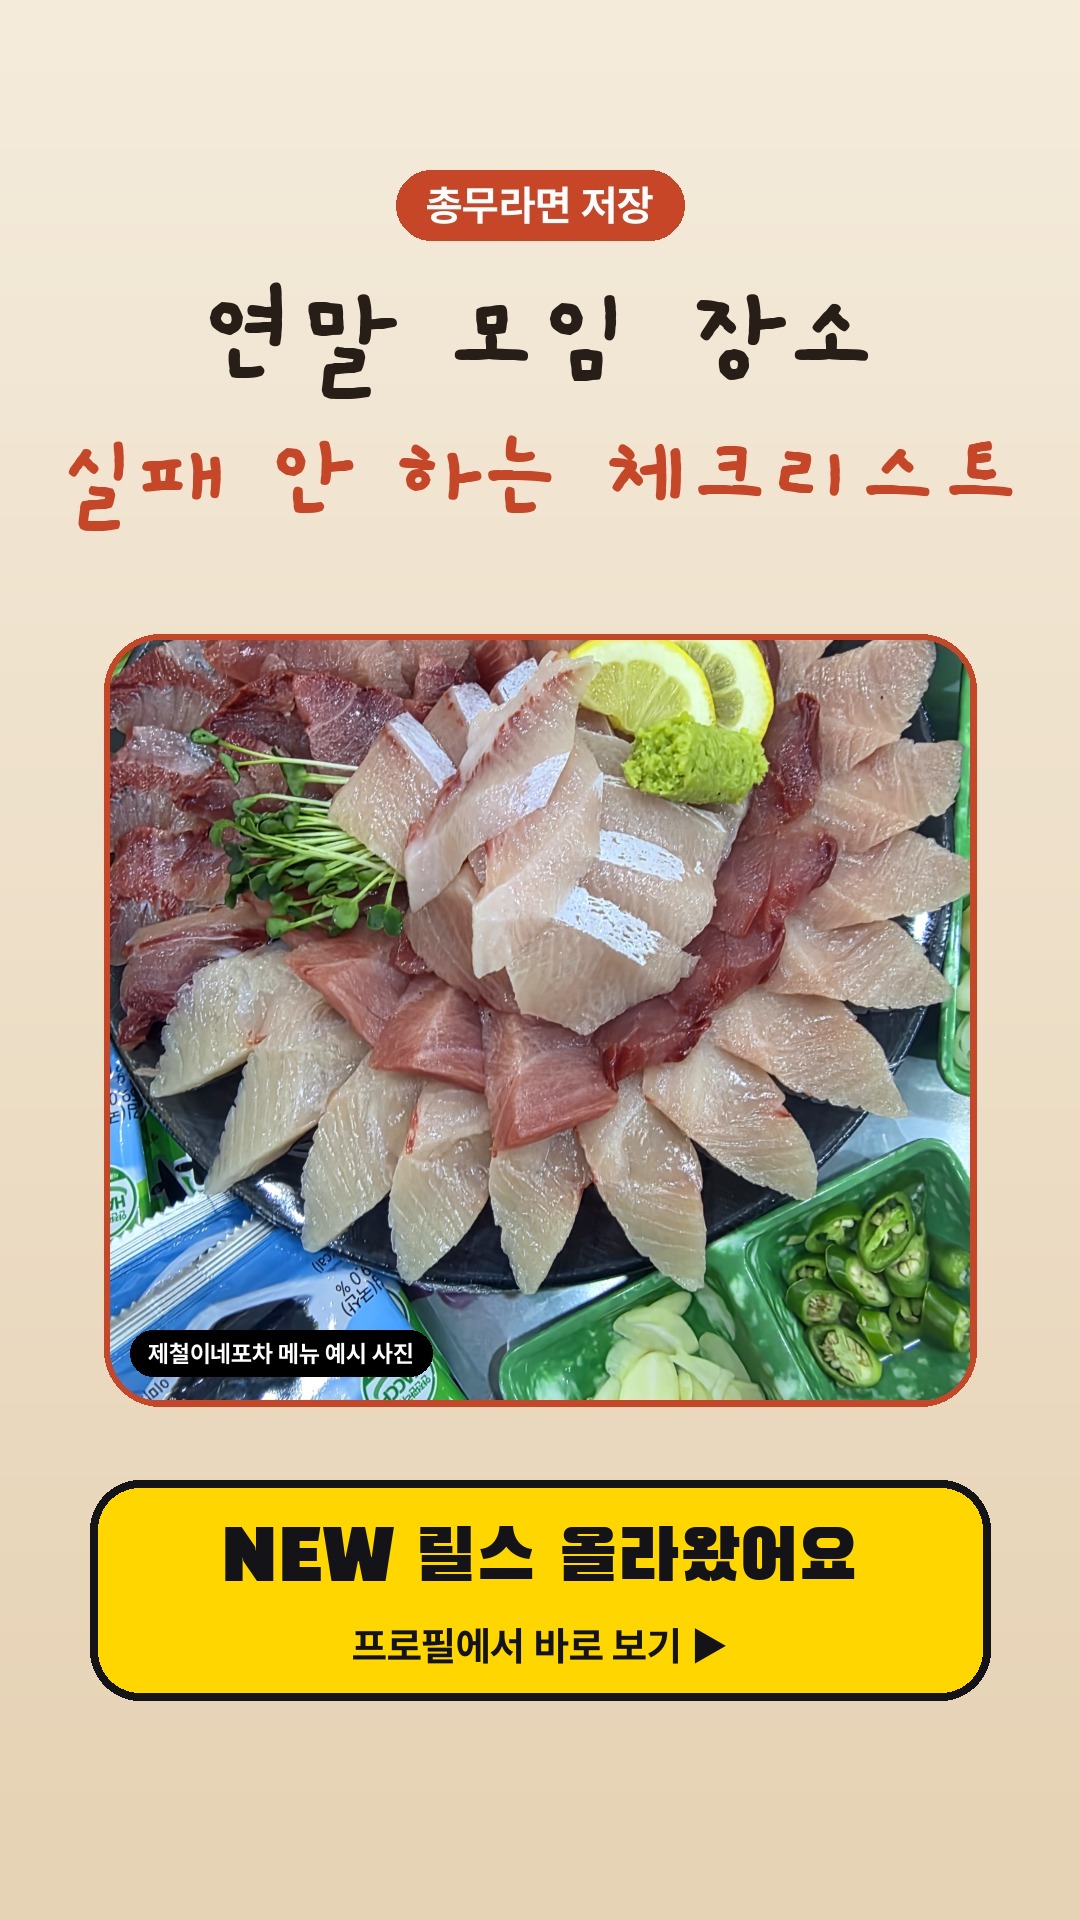 총무라면 저장
연말 모임 장소
실패 안 하는 체크리스트
제철이네포차 메뉴 예시 사진
NEW 릴스 올라왔어요
프로필에서 바로 보기 ▶